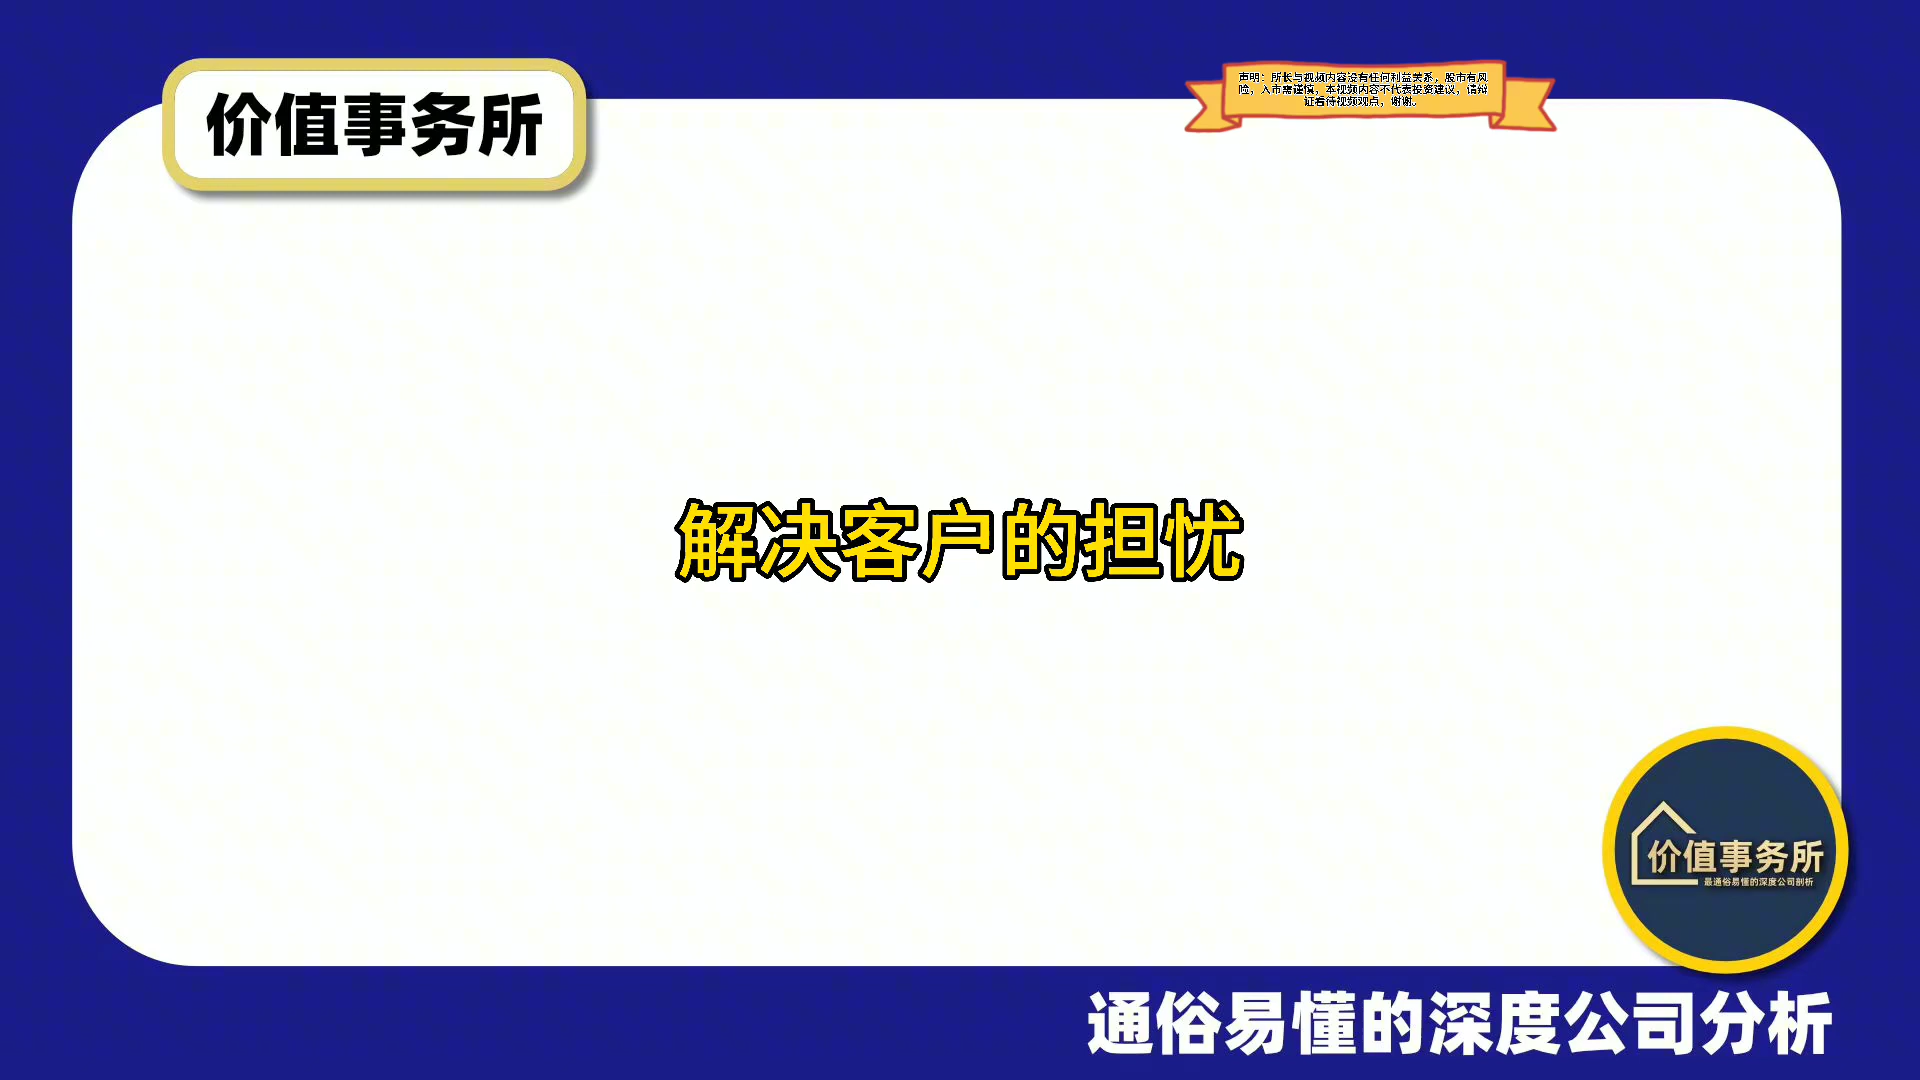 价值事务所
声明：所长与视频内容没有任何利益关系，股市有风
险，入市需谨慎，本视频内容不代表投资建议，请辩
证看待视频观点，谢谢。
解决客户的担忧
价值事务所
最通俗易懂的深度公司剖析
通俗易懂的深度公司分析